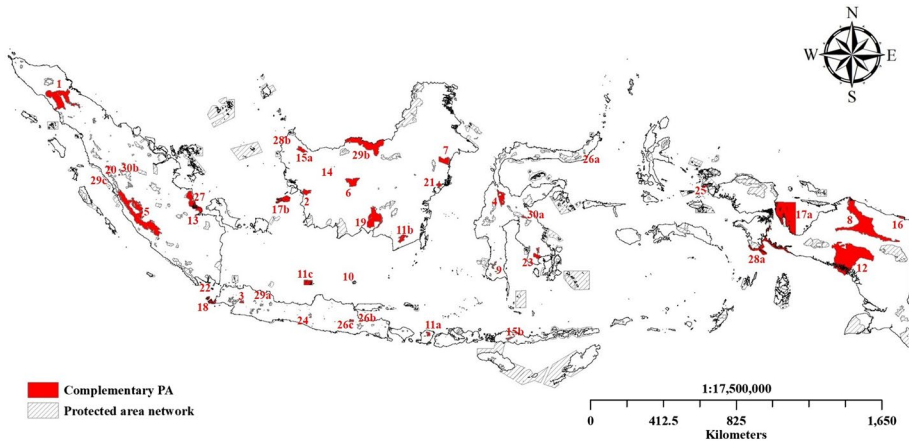 N
W
E
S
1
28b
15a
29b
7
26a
20
30b
14
29c
6
21
25
27
2
4
17a
5
17b
8
16
13
19
30a
11b
23
28a
12
9
11c
10
22
3
29a
18
24
26b
26c
11a
15b
1:17,500,000
Complementary PA
Protected area network
0
412.5
825
1,650
Kilometers